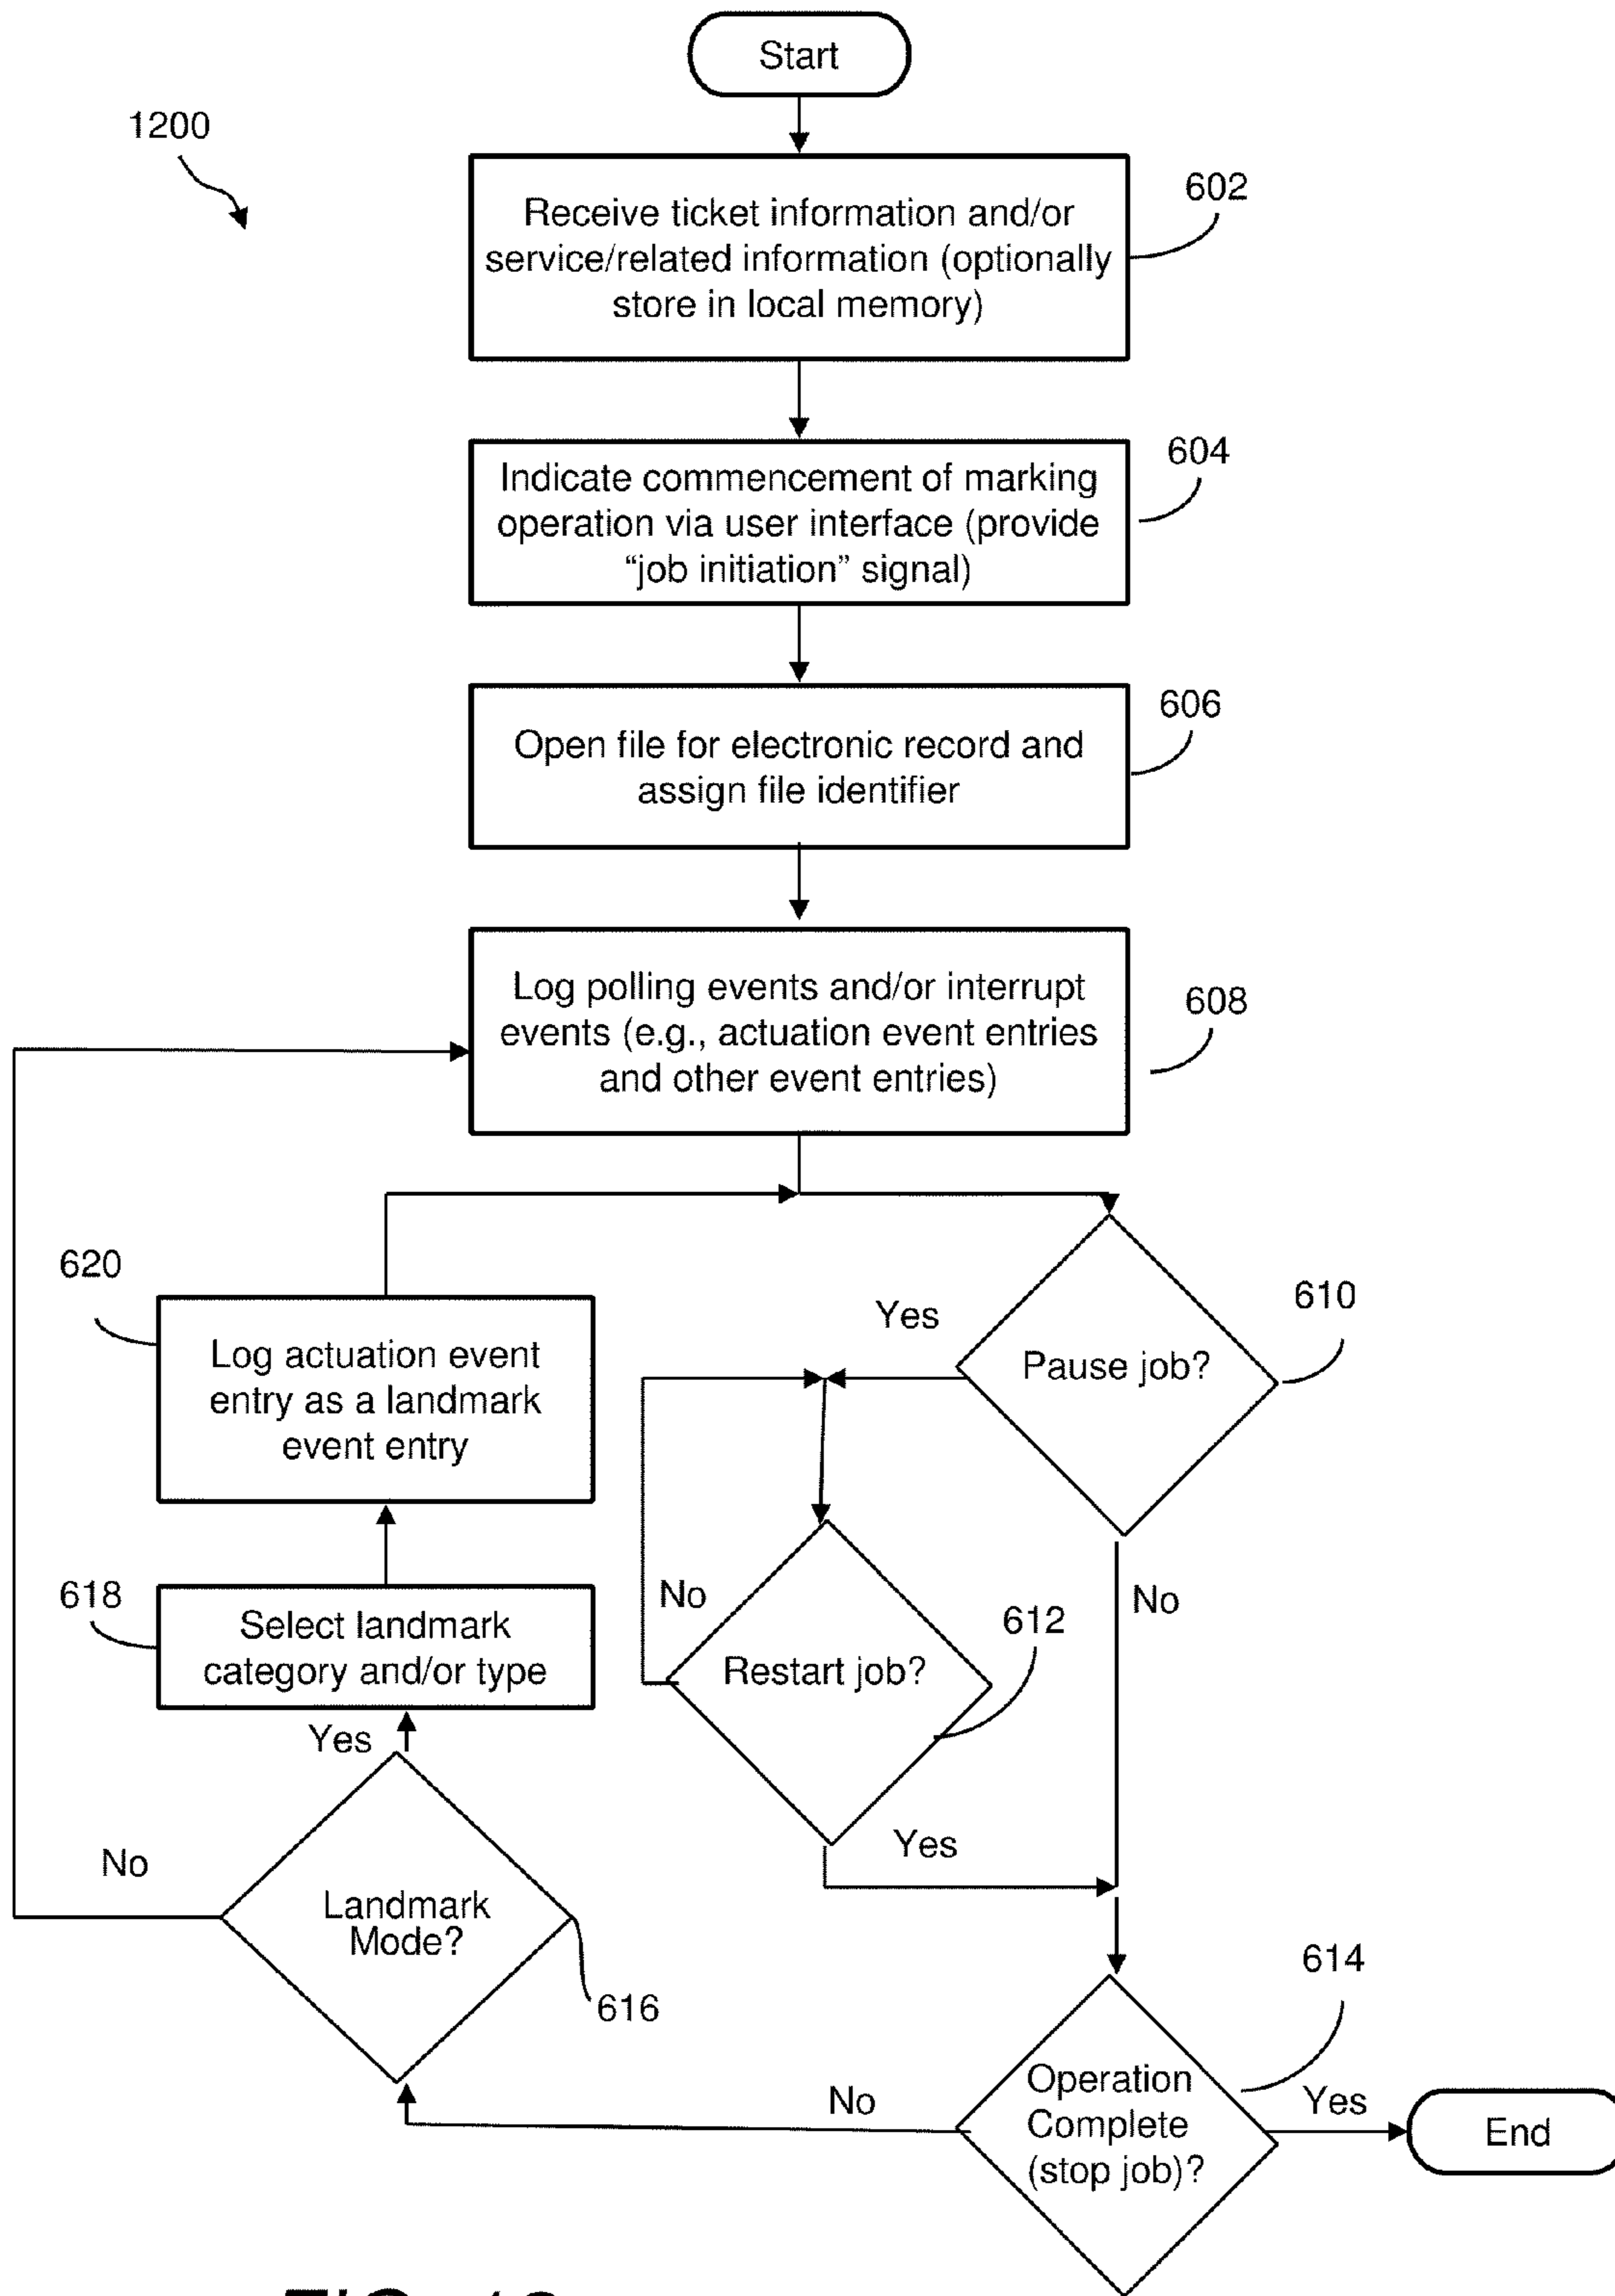 Start
1200
602
Receive ticket information and/or
service/related information (optionally
store in local memory)
604
Indicate commencement of marking
operation via user interface (provide
“job initiation” signal)
606
Open file for electronic record and
assign file identifier
608
Log polling events and/or interrupt
events (e.g., actuation event entries
and other event entries)
620
Log actuation event
entry as a landmark
event entry
Yes
610
Pause job?
618
Select landmark
category and/or type
No
Restart job?
612
No
Yes
Yes
No
Landmark
Mode?
616
614
Operation
Complete
(stop job)?
No
Yes
End